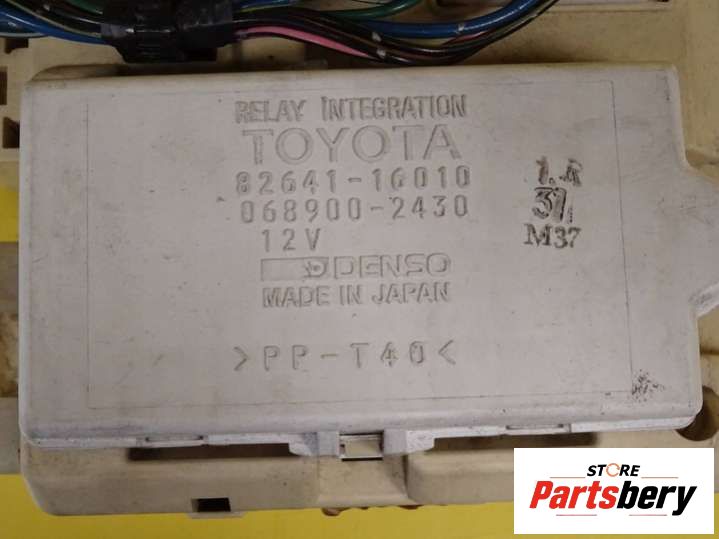 RELAY INTEGRATION
TOYOTA
82641-16010
068900-2430
12V
DENSO
MADE IN JAPAN
>PP-T40<
M37
STORE
Partsbery